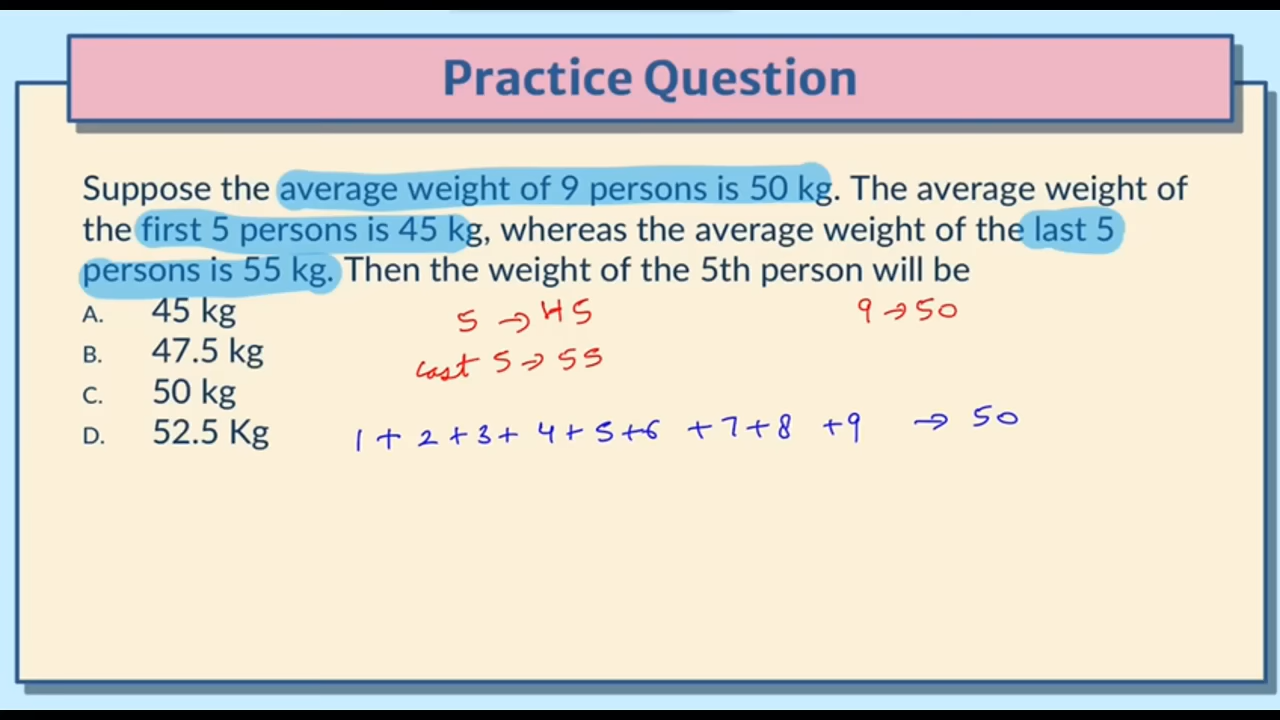 Practice Question
Suppose the average weight of 9 persons is 50 kg. The average weight of
the first 5 persons is 45 kg, whereas the average weight of the last 5
persons is 55 kg. Then the weight of the 5th person will be
A. 45 kg
B. 47.5 kg
C. 50 kg
D. 52.5 Kg
5 → 45
9 → 50
last 5 → 55
1 + 2 + 3 + 4 + 5 + 6 + 7 + 8 + 9 → 50